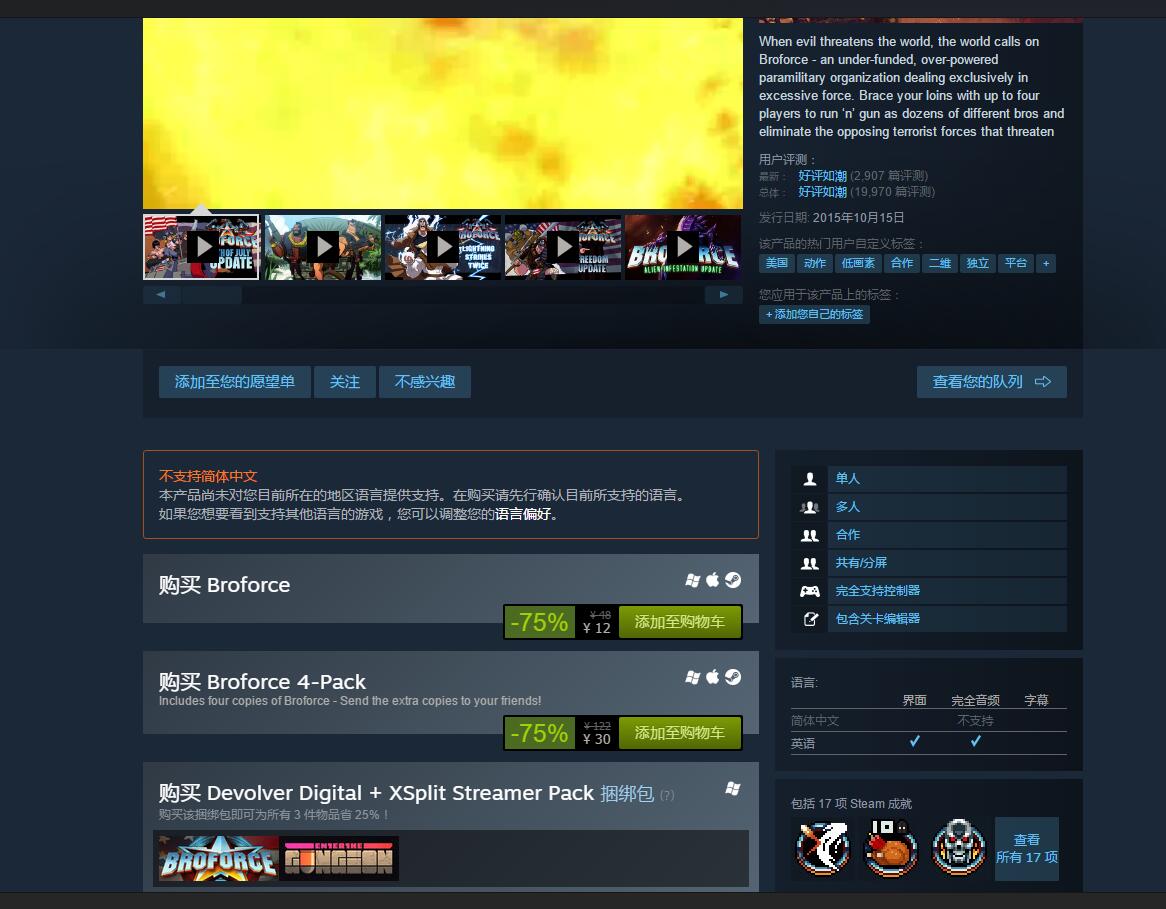 When evil threatens the world, the world calls on
Broforce - an under-funded, over-powered
paramilitary organization dealing exclusively in
excessive force. Brace your loins with up to four
players to run ‘n’ gun as dozens of different bros and
eliminate the opposing terrorist forces that threaten
用户评测：
最新： 好评如潮 (2,907 篇评测)
总体： 好评如潮 (19,970 篇评测)
发行日期: 2015年10月15日
该产品的热门用户自定义标签：
美国 动作 低画素 合作 二维 独立 平台 +
您应用于该产品上的标签：
+ 添加您自己的标签
BROFORCE
UPDATE
BROFORCE
LIGHTNING
STRIKES
TWICE
BROFORCE
FREEDOM
UPDATE
ALIEN INFESTATION UPDATE
添加至您的愿望单 关注 不感兴趣 查看您的队列
不支持简体中文
本产品尚未对您目前所在的地区语言提供支持。在购买请先行确认目前所支持的语言。
如果您想要看到支持其他语言的游戏，您可以调整您的语言偏好。
购买 Broforce
-75% ¥ 48 ¥ 12 添加至购物车
购买 Broforce 4-Pack
Includes four copies of Broforce - Send the extra copies to your friends!
-75% ¥ 122 ¥ 30 添加至购物车
购买 Devolver Digital + XSplit Streamer Pack 捆绑包 (?)
购买该捆绑包即可为所有 3 件物品省 25%！
BROFORCE
ENTER THE
GUNGEON
单人
多人
合作
共有/分屏
完全支持控制器
包含关卡编辑器
语言:
界面 完全音频 字幕
简体中文 不支持
英语 ✔ ✔
包括 17 项 Steam 成就
查看
所有 17 项